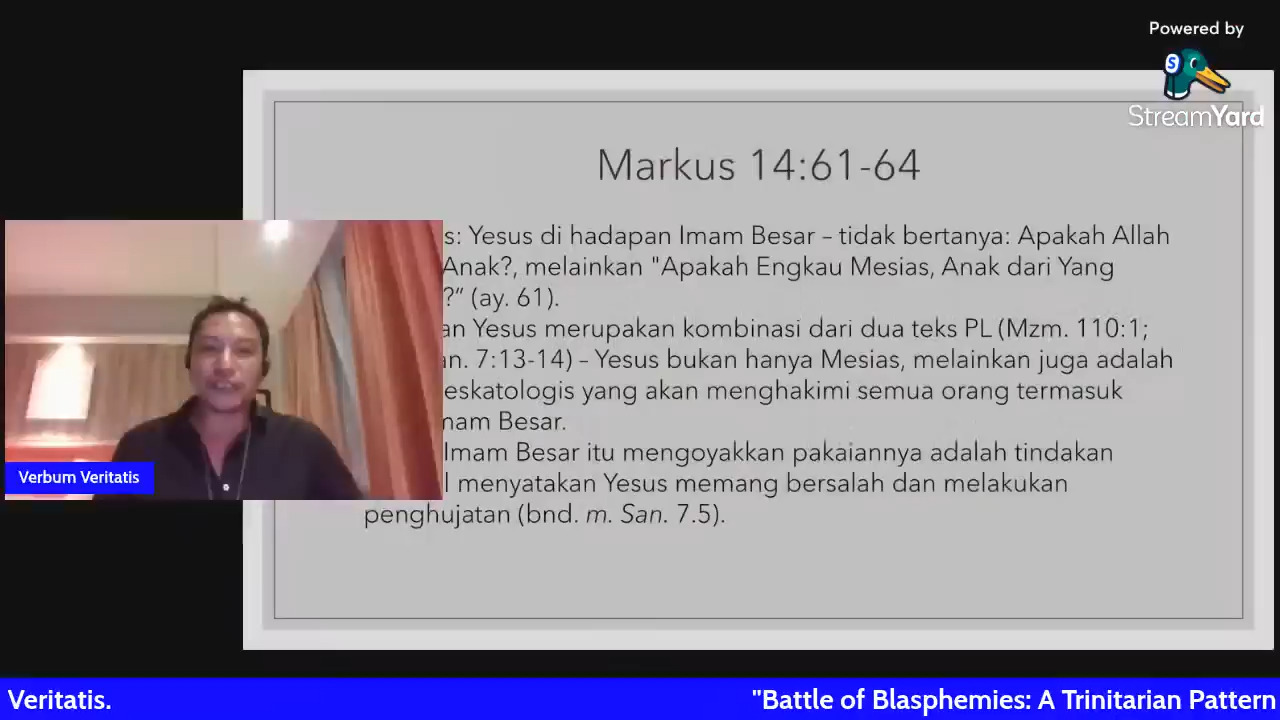 Powered by
StreamYard
Markus 14:61-64
s: Yesus di hadapan Imam Besar – tidak bertanya: Apakah Allah
Anak?, melainkan "Apakah Engkau Mesias, Anak dari Yang
?” (ay. 61).
an Yesus merupakan kombinasi dari dua teks PL (Mzm. 110:1;
an. 7:13-14) – Yesus bukan hanya Mesias, melainkan juga adalah
eskatologis yang akan menghakimi semua orang termasuk
mam Besar.
Imam Besar itu mengoyakkan pakaiannya adalah tindakan
l menyatakan Yesus memang bersalah dan melakukan
penghujatan (bnd. m. San. 7.5).
Verbum Veritatis
Veritatis. "Battle of Blasphemies: A Trinitarian Pattern